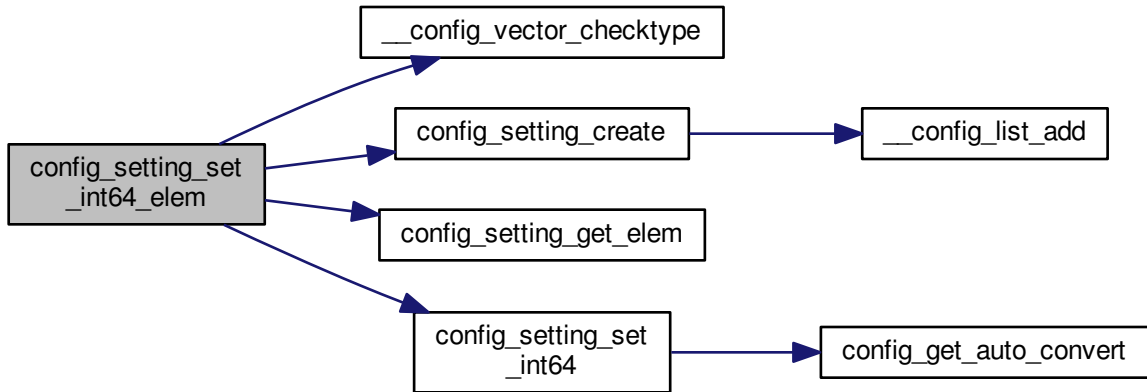 __config_vector_checktype
config_setting_create
__config_list_add
config_setting_set
_int64_elem
config_setting_get_elem
config_setting_set
_int64
config_get_auto_convert